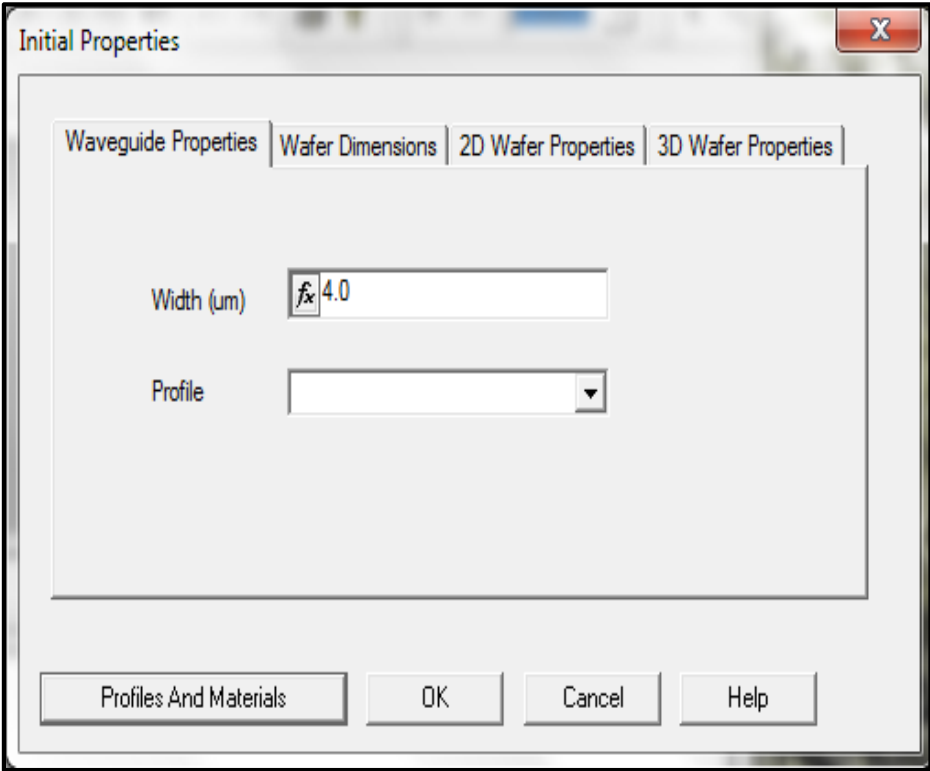 Initial Properties
X
Waveguide Properties Wafer Dimensions 2D Wafer Properties 3D Wafer Properties
Width (um) fx 4.0
Profile
Profiles And Materials OK Cancel Help